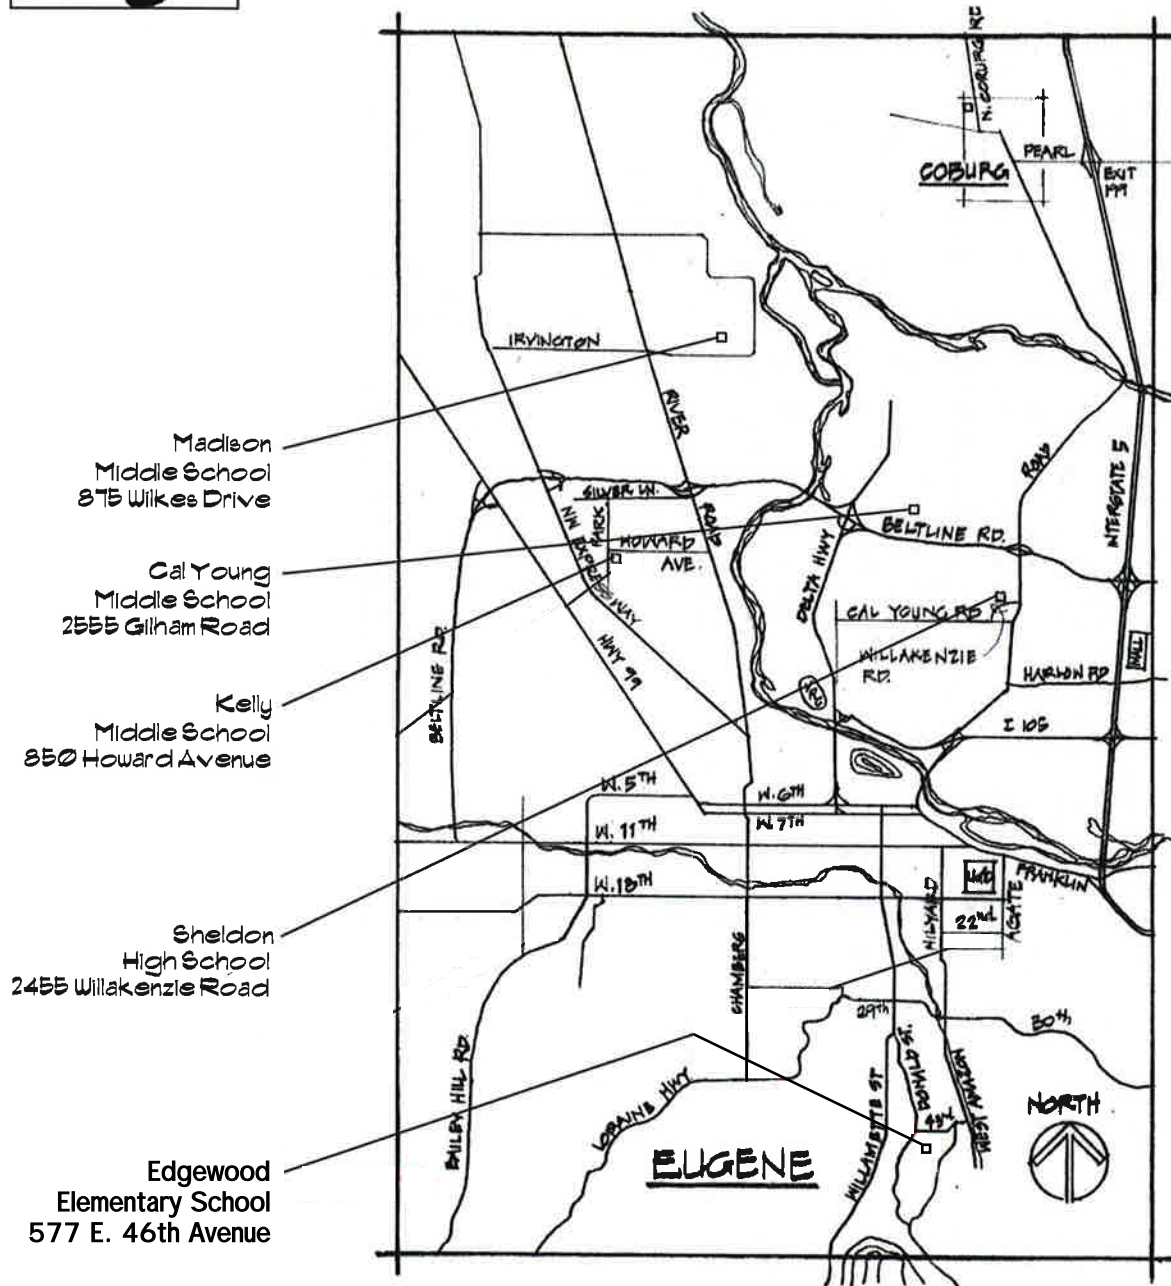 N. COBURG RD
PEARL
COBURG
EXIT
199
IRVINGTON
RIVER
ROAD
Madison
Middle School
875 Wilkes Drive
ROAD
INTERSTATE 5
SILVER LN.
PARK
HOWARD
AVE.
NW EXPRESSWAY
BELTLINE RD.
DELTA HWY
Cal Young
Middle School
2555 Gilham Road
CAL YOUNG RD
WILLAKENZIE
RD.
HWY 99
BELTLINE RD.
MALL
HARLOW RD
Kelly
Middle School
850 Howard Avenue
I 105
W. 5TH
W. 6TH
W. 7TH
W. 11TH
W. 18TH
FRANKLIN
HILYARD
AGATE
22nd
Sheldon
High School
2455 Willakenzie Road
CHAMBERS
29th
30th
BAILEY HILL RD.
LORAINE HWY
WILLAMETTE ST
DONALD ST.
WEST AMAZON
NORTH
EUGENE
Edgewood
Elementary School
577 E. 46th Avenue